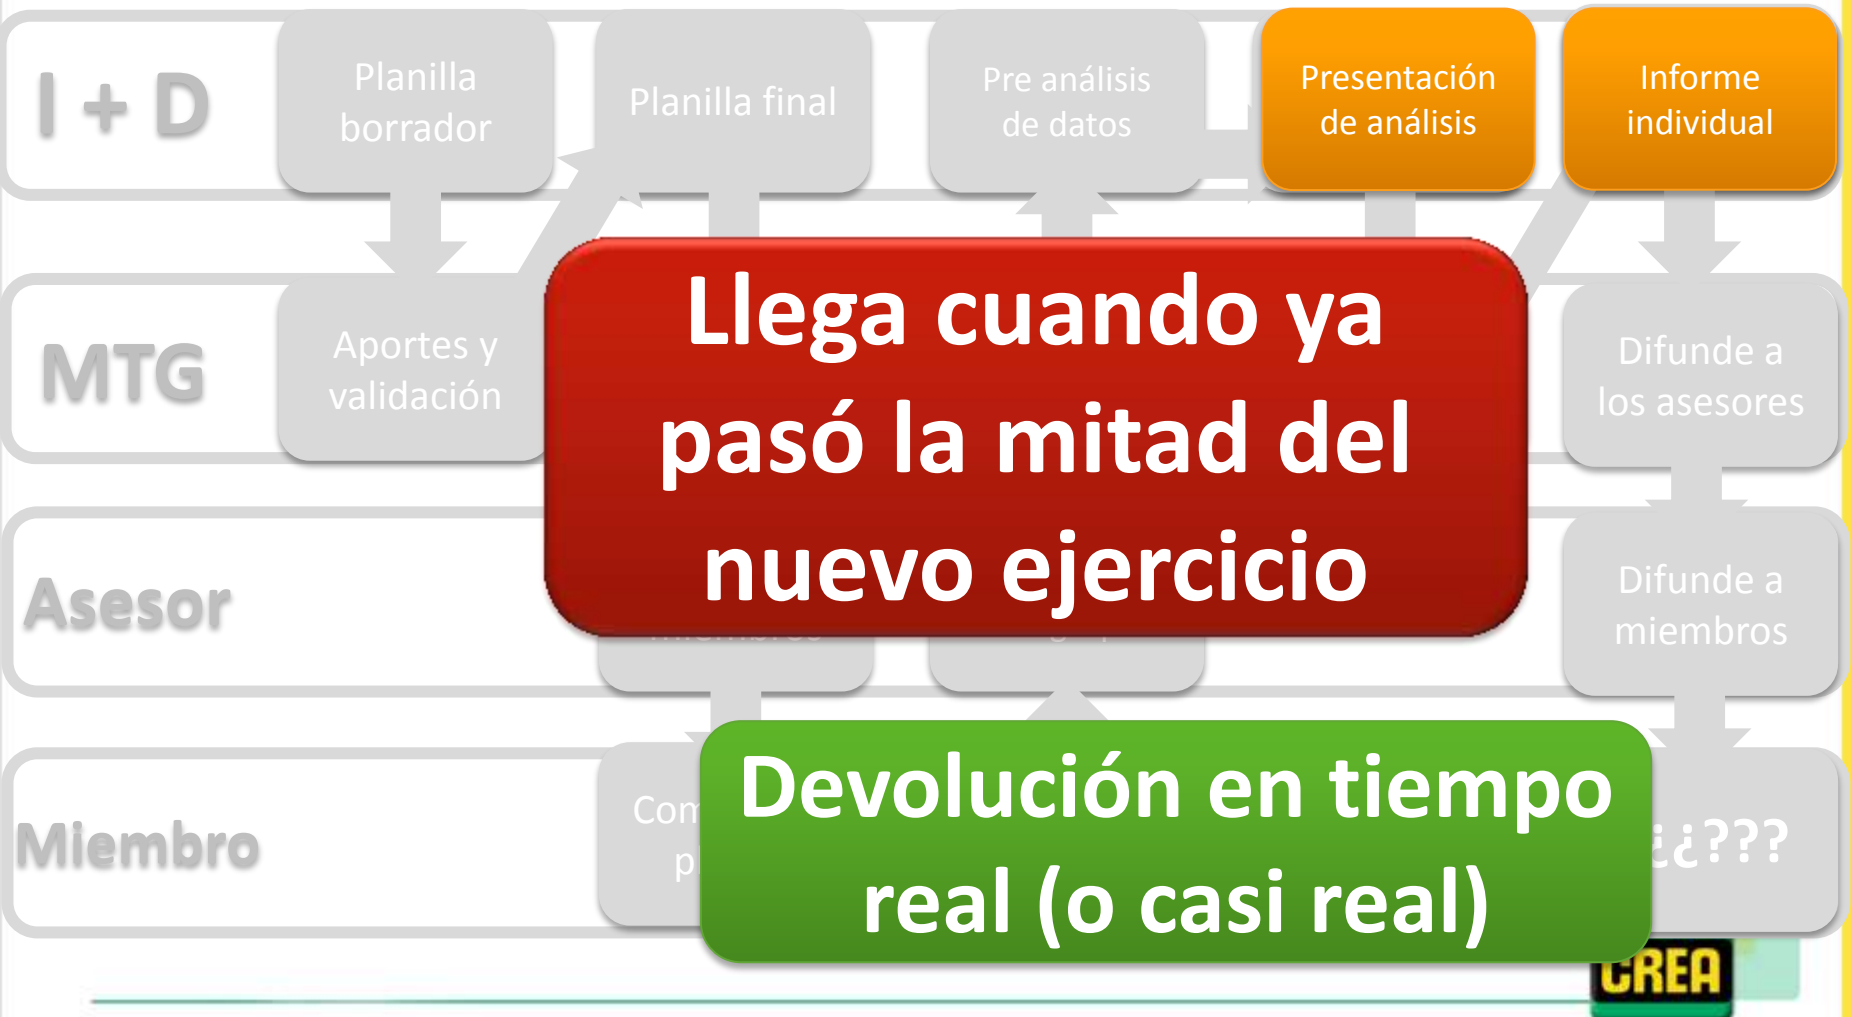 I + D
Planilla
borrador
Planilla final
Pre análisis
de datos
Presentación
de análisis
Informe
individual
MTG
Aportes y
validación
Llega cuando ya
pasó la mitad del
nuevo ejercicio
Difunde a
los asesores
Asesor
miembros
Difunde a
miembros
Miembro
Devolución en tiempo
real (o casi real)
¿¿???
CREA